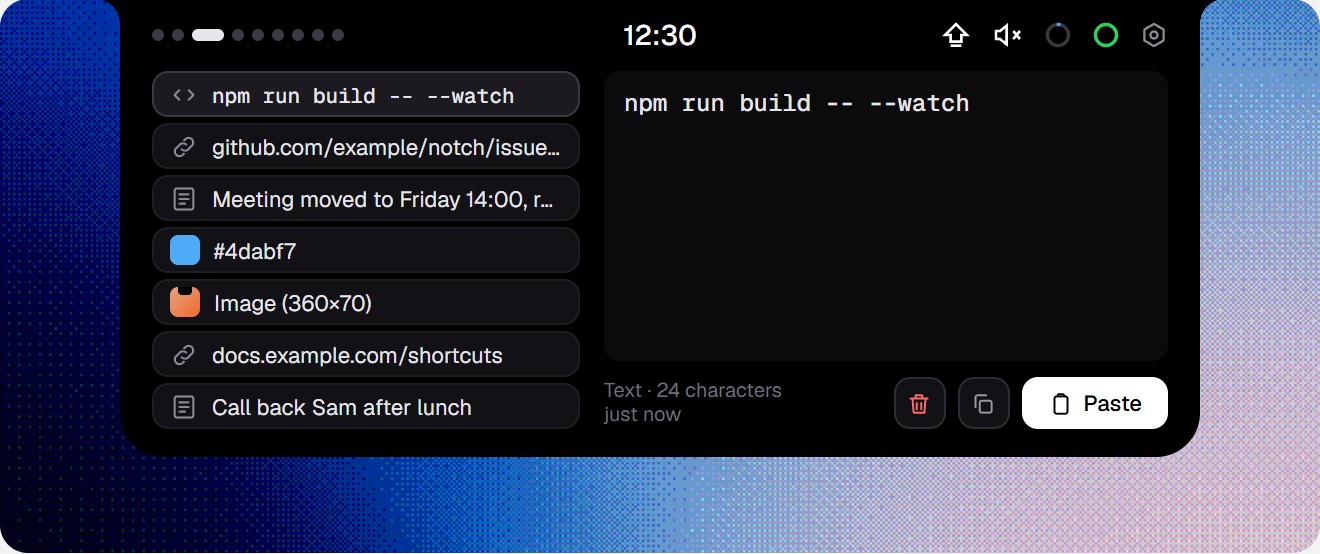 12:30
npm run build -- --watch
github.com/example/notch/issue…
Meeting moved to Friday 14:00, r…
#4dabf7
Image (360×70)
docs.example.com/shortcuts
Call back Sam after lunch
npm run build -- --watch
Text · 24 characters
just now
Paste